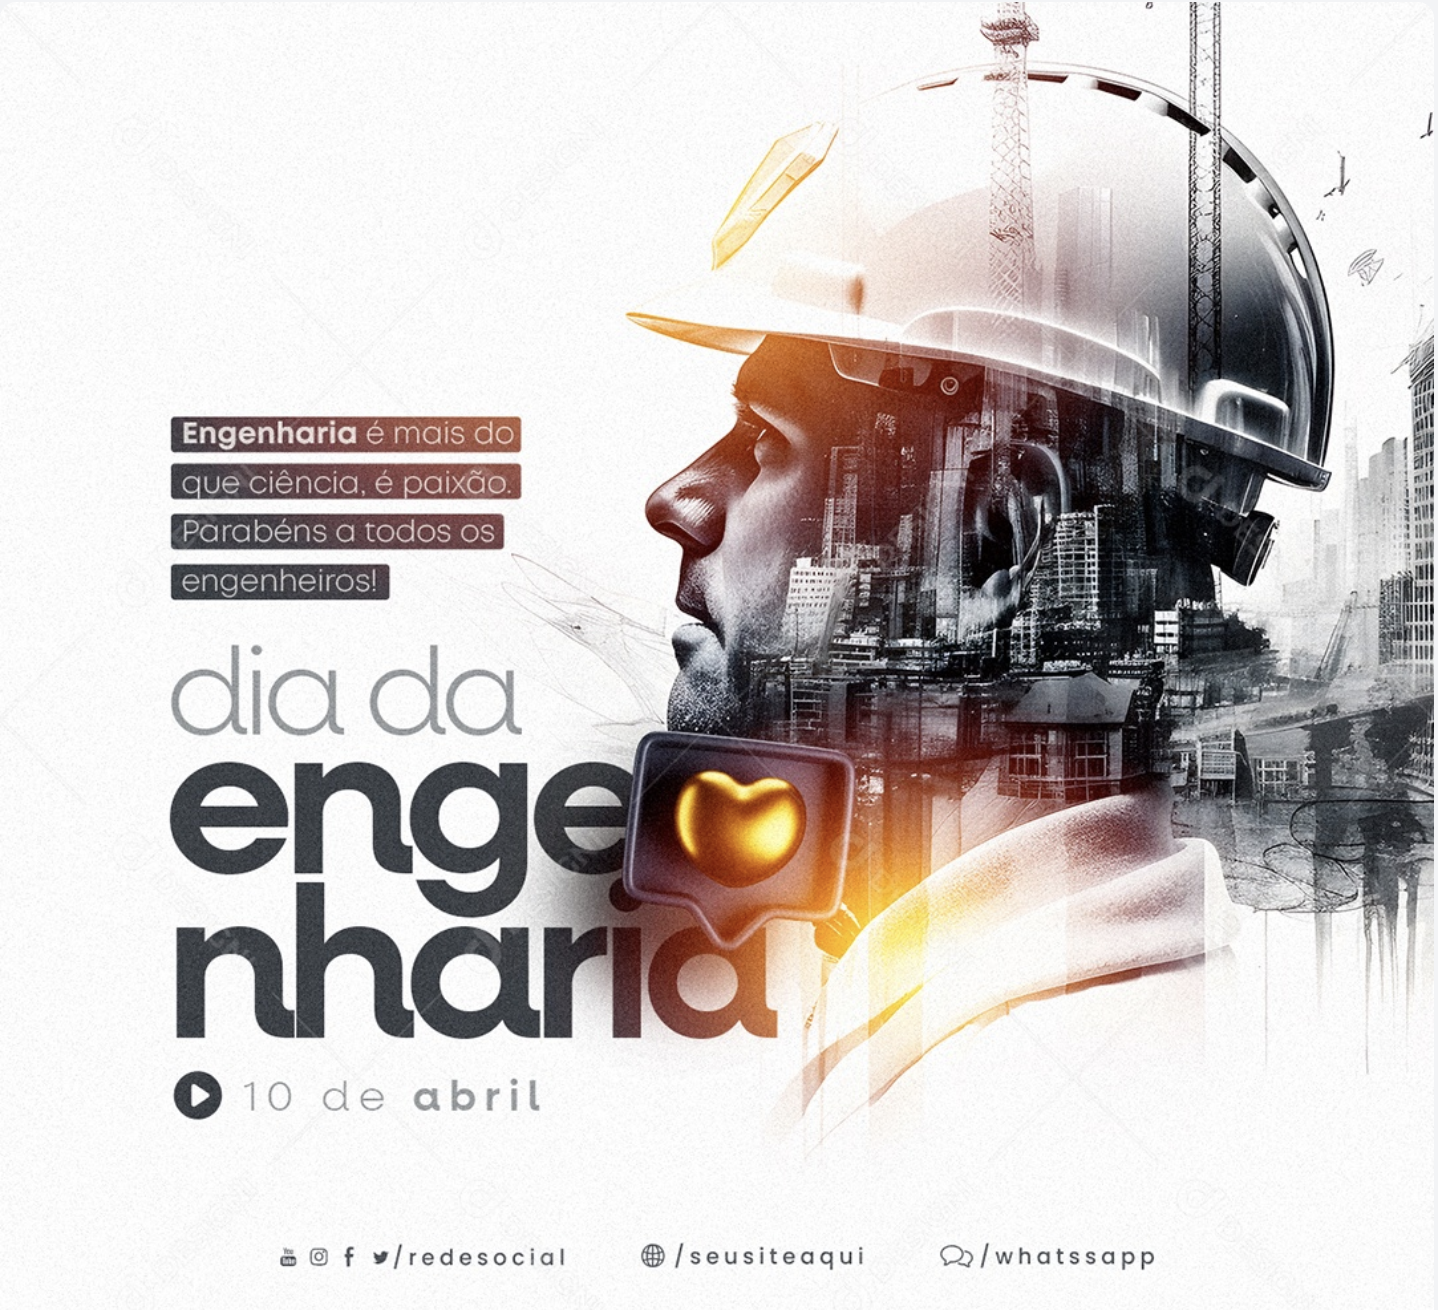 Engenharia é mais do
que ciência, é paixão.
Parabéns a todos os
engenheiros!
dia da
enge
nharia
10 de abril
/redesocial
/seusiteaqui
/whatssapp